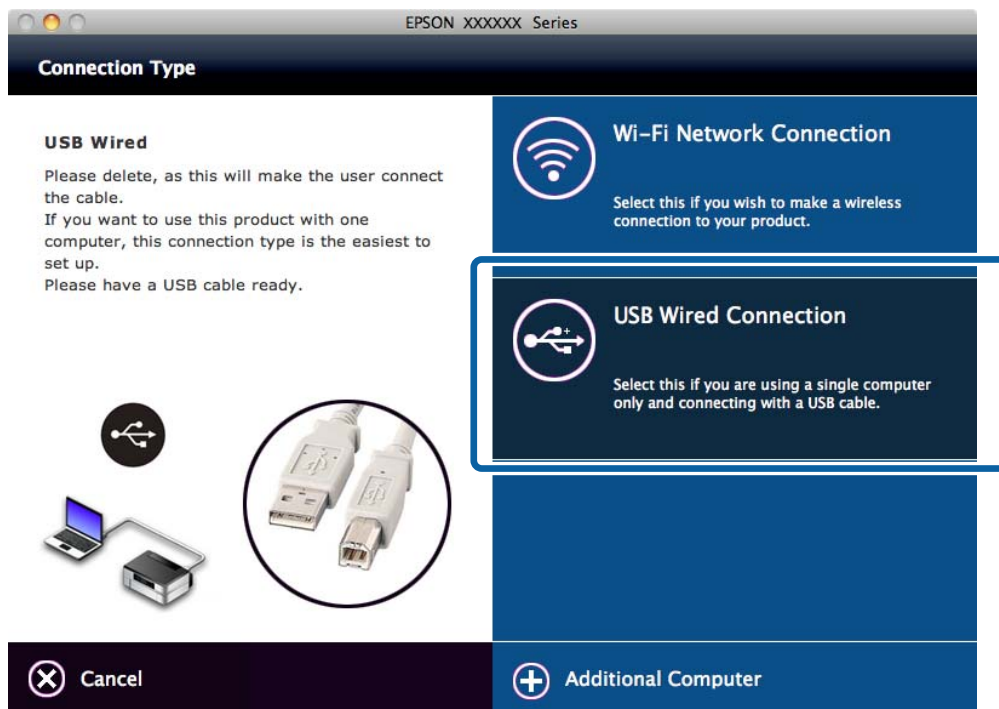 EPSON XXXXXX Series
Connection Type
USB Wired
Please delete, as this will make the user connect
the cable.
If you want to use this product with one
computer, this connection type is the easiest to
set up.
Please have a USB cable ready.
Wi-Fi Network Connection
Select this if you wish to make a wireless
connection to your product.
USB Wired Connection
Select this if you are using a single computer
only and connecting with a USB cable.
Cancel
Additional Computer